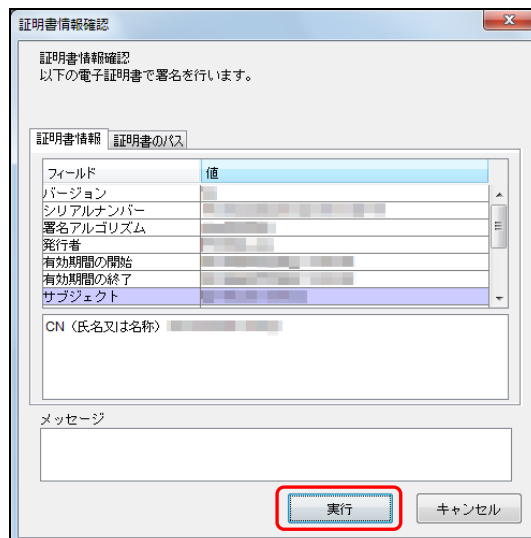 証明書情報確認
証明書情報確認
以下の電子証明書で署名を行います。
証明書情報 証明書のパス
フィールド 値
バージョン
シリアルナンバー
署名アルゴリズム
発行者
有効期間の開始
有効期間の終了
サブジェクト
CN（氏名又は名称）
メッセージ
実行 キャンセル